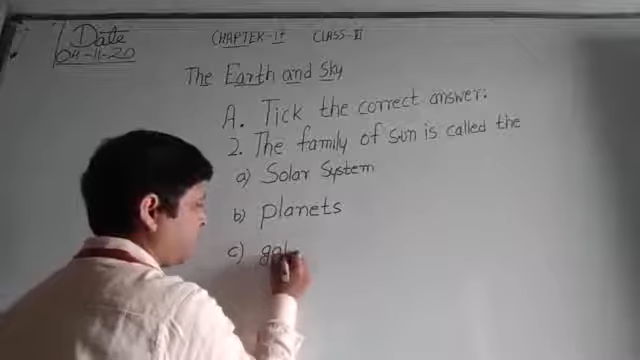 Date
04-11-20
CHAPTER-17 CLASS-II
The Earth and Sky
A. Tick the correct answer:
2. The family of sun is called the
a) Solar System
b) planets
c) gal